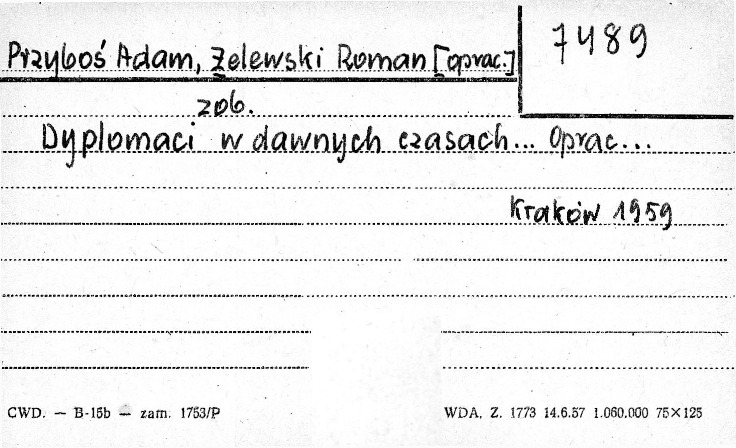 7489
Przyboś Adam, Żelewski Roman [oprac.]
zob.
Dyplomaci w dawnych czasach... Oprac...
Kraków 1959
CWD. — B-15b — zam. 1753/P
WDA. Z. 1773 14.6.57 1.060.000 75×125